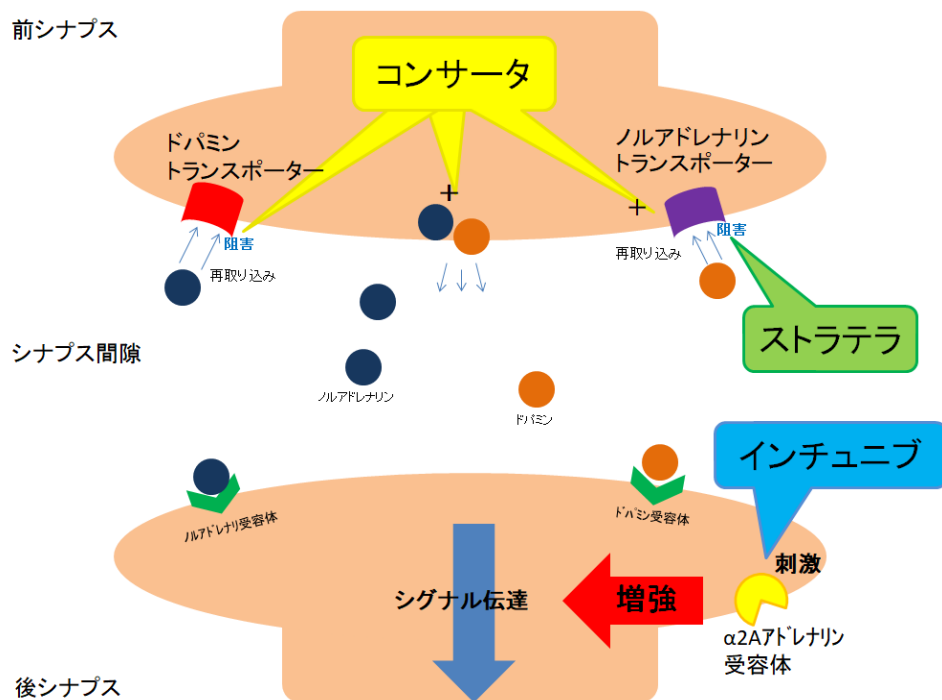 前シナプス
コンサータ
ドパミン
トランスポーター
ノルアドレナリン
トランスポーター
+
+
阻害
阻害
再取り込み
再取り込み
ストラテラ
シナプス間隙
ノルアドレナリン
ドパミン
インチュニブ
ノルアドレナリ受容体
ドパミン受容体
刺激
シグナル伝達
増強
α2Aアドレナリン
受容体
後シナプス